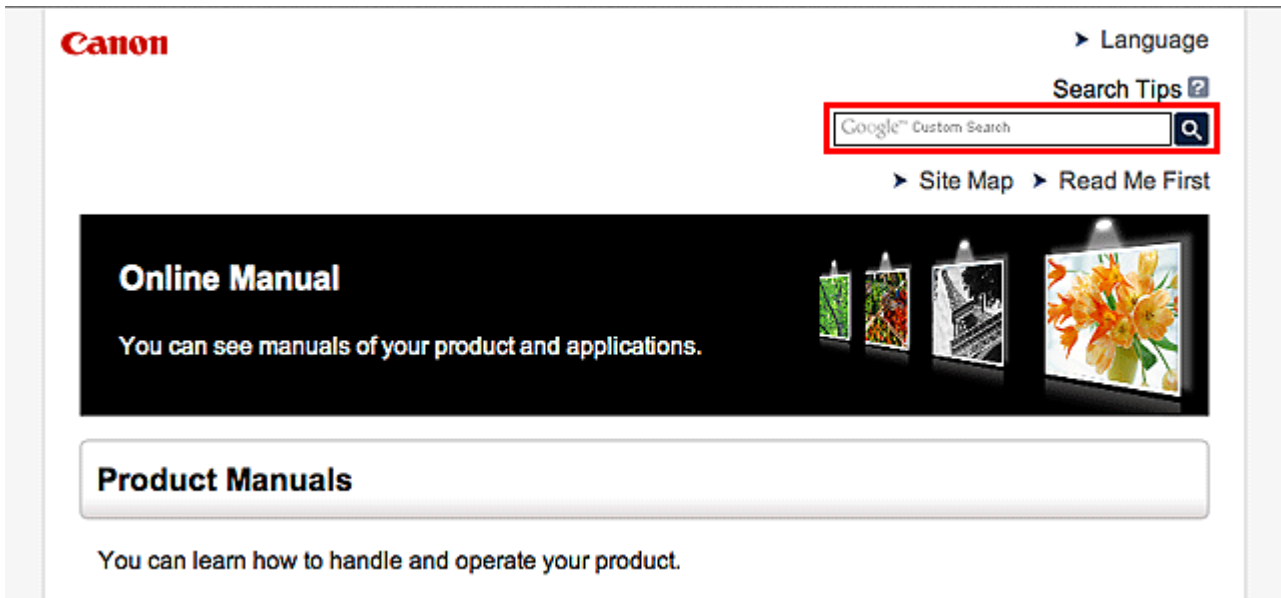 Canon
Language
Search Tips ?
Google™ Custom Search
Site Map Read Me First
Online Manual
You can see manuals of your product and applications.
Product Manuals
You can learn how to handle and operate your product.